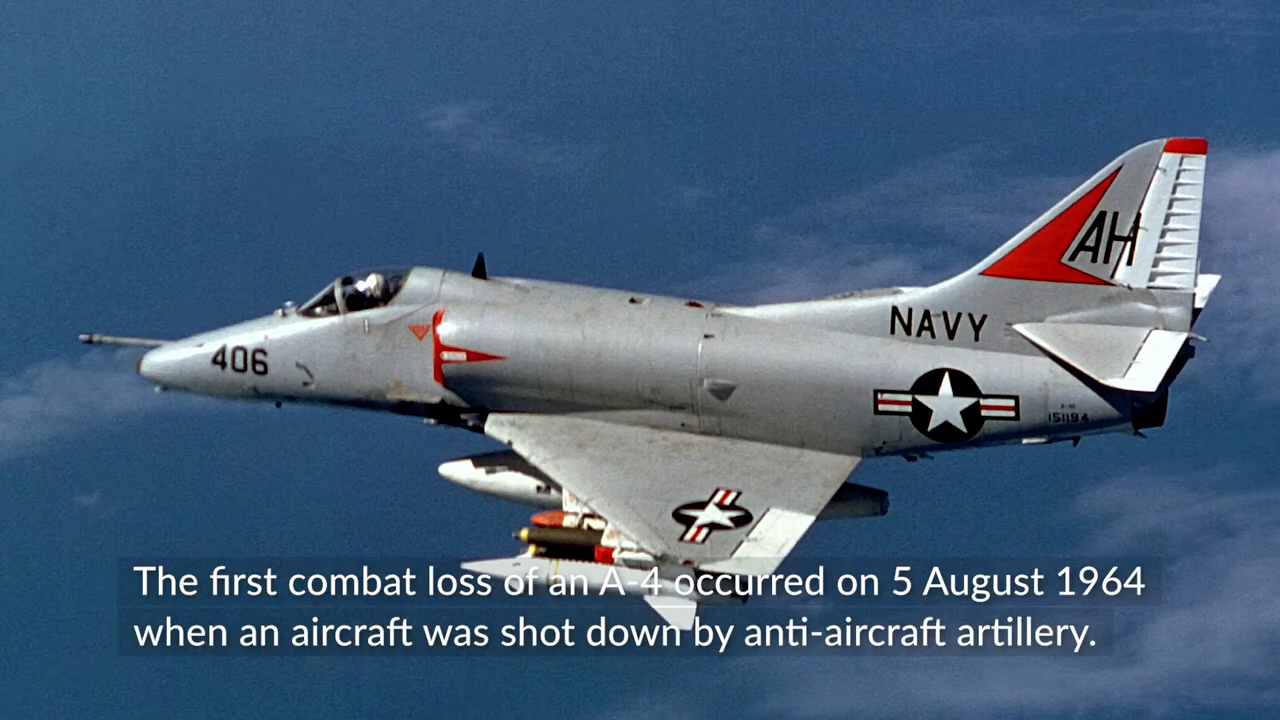 AH
NAVY
406
151194
The first combat loss of an A-4 occurred on 5 August 1964
when an aircraft was shot down by anti-aircraft artillery.